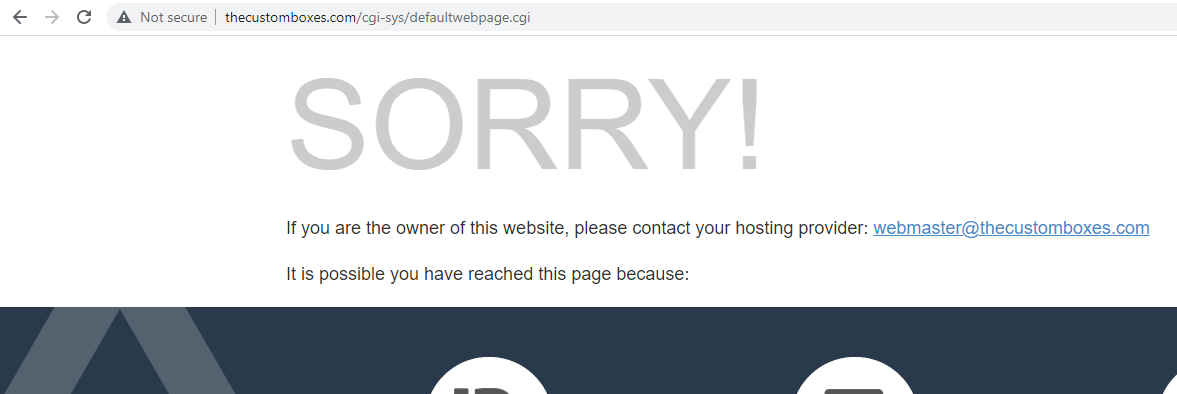 Not secure | thecustomboxes.com/cgi-sys/defaultwebpage.cgi
SORRY!
If you are the owner of this website, please contact your hosting provider: webmaster@thecustomboxes.com
It is possible you have reached this page because: